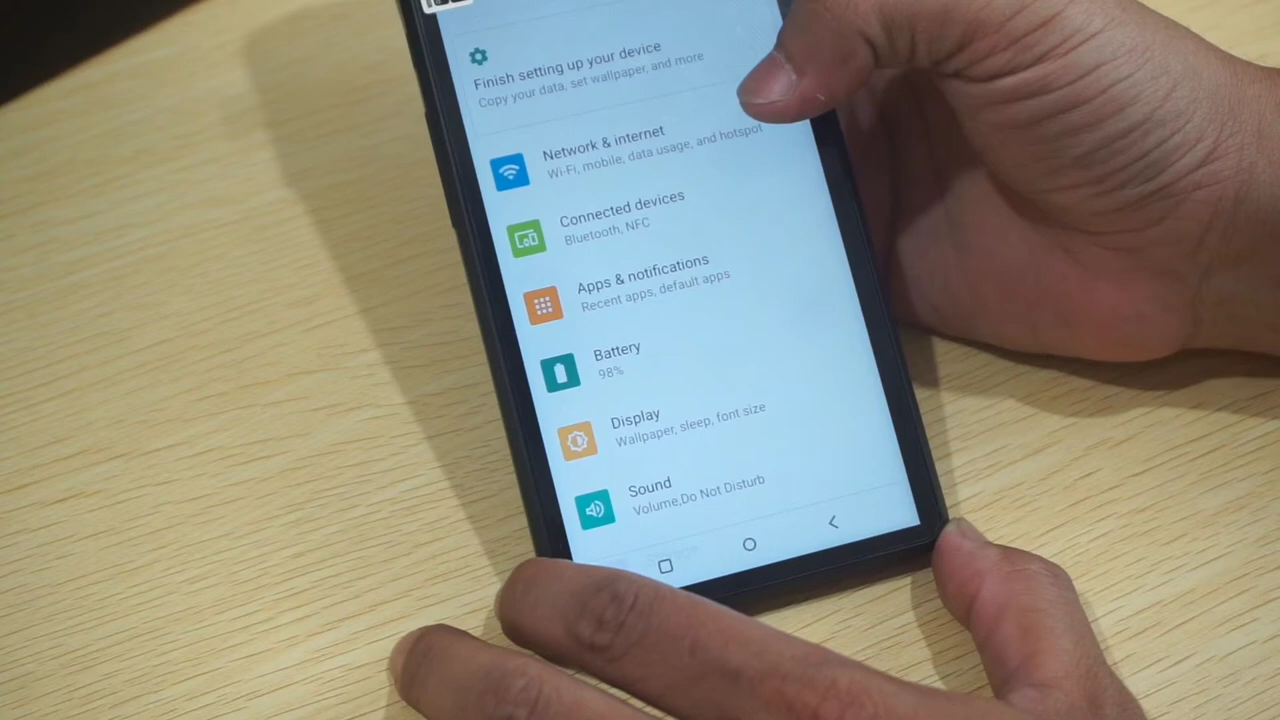 Finish setting up your device
Copy your data, set wallpaper, and more
Network & internet
Wi-Fi, mobile, data usage, and hotspot
Connected devices
Bluetooth, NFC
Apps & notifications
Recent apps, default apps
Battery
98%
Display
Wallpaper, sleep, font size
Sound
Volume,Do Not Disturb